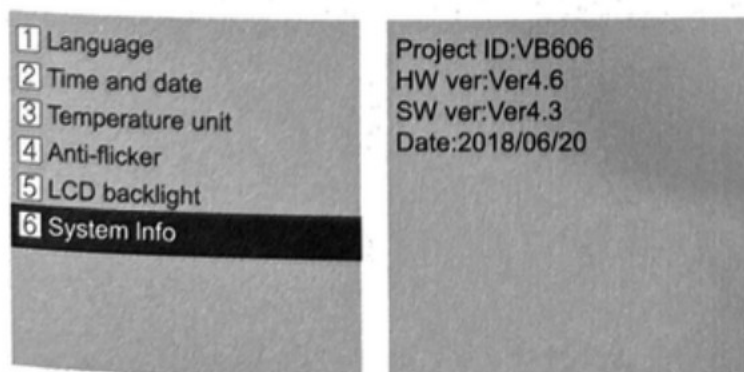 1 Language
2 Time and date
3 Temperature unit
4 Anti-flicker
5 LCD backlight
6 System Info
Project ID:VB606
HW ver:Ver4.6
SW ver:Ver4.3
Date:2018/06/20